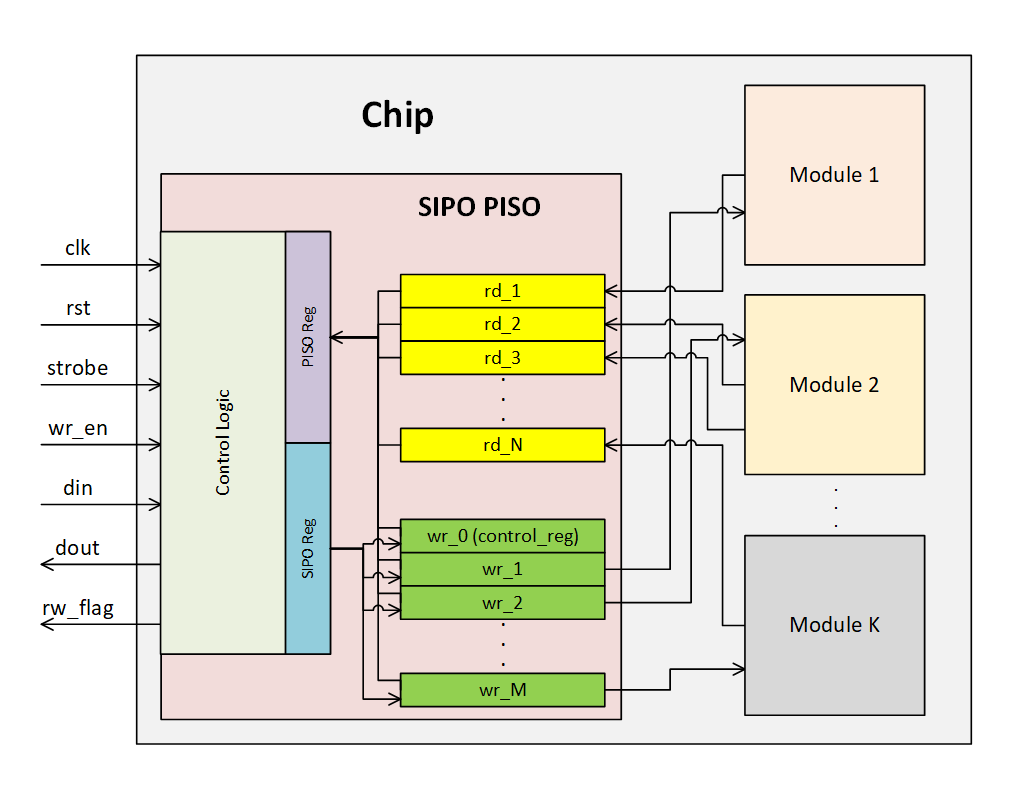 Chip
SIPO PISO
clk
rst
strobe
wr_en
din
dout
rw_flag
Control Logic
PISO Reg
SIPO Reg
rd_1
rd_2
rd_3
rd_N
wr_0 (control_reg)
wr_1
wr_2
wr_M
Module 1
Module 2
Module K